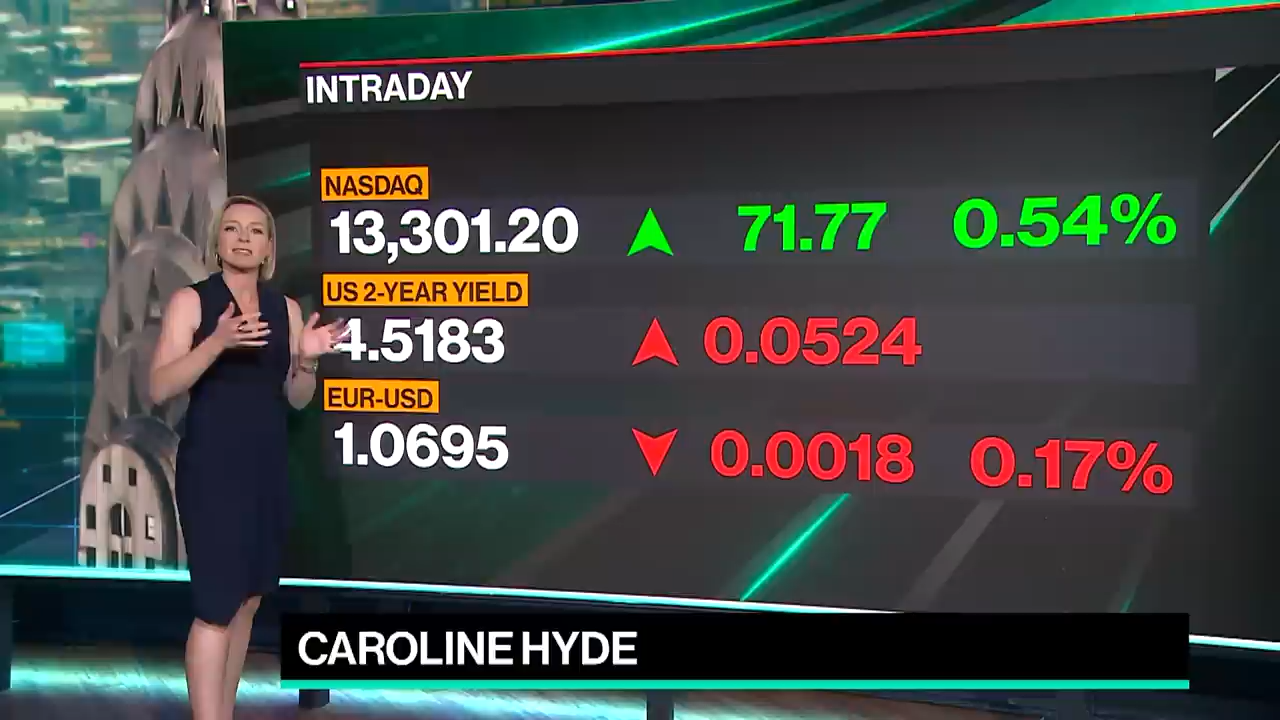 INTRADAY
NASDAQ
13,301.20 ▲ 71.77 0.54%
US 2-YEAR YIELD
4.5183 ▲ 0.0524
EUR-USD
1.0695 ▼ 0.0018 0.17%
CAROLINE HYDE